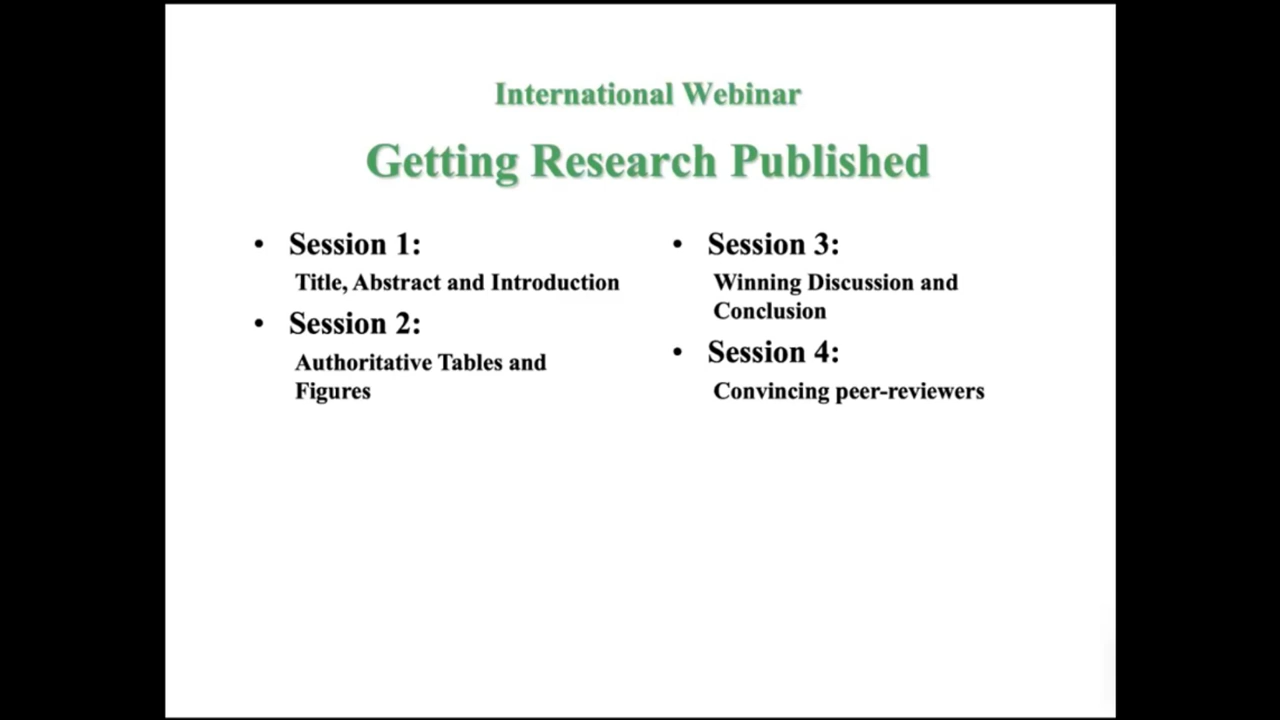 International Webinar
Getting Research Published
• Session 1:
Title, Abstract and Introduction
• Session 2:
Authoritative Tables and
Figures
• Session 3:
Winning Discussion and
Conclusion
• Session 4:
Convincing peer-reviewers